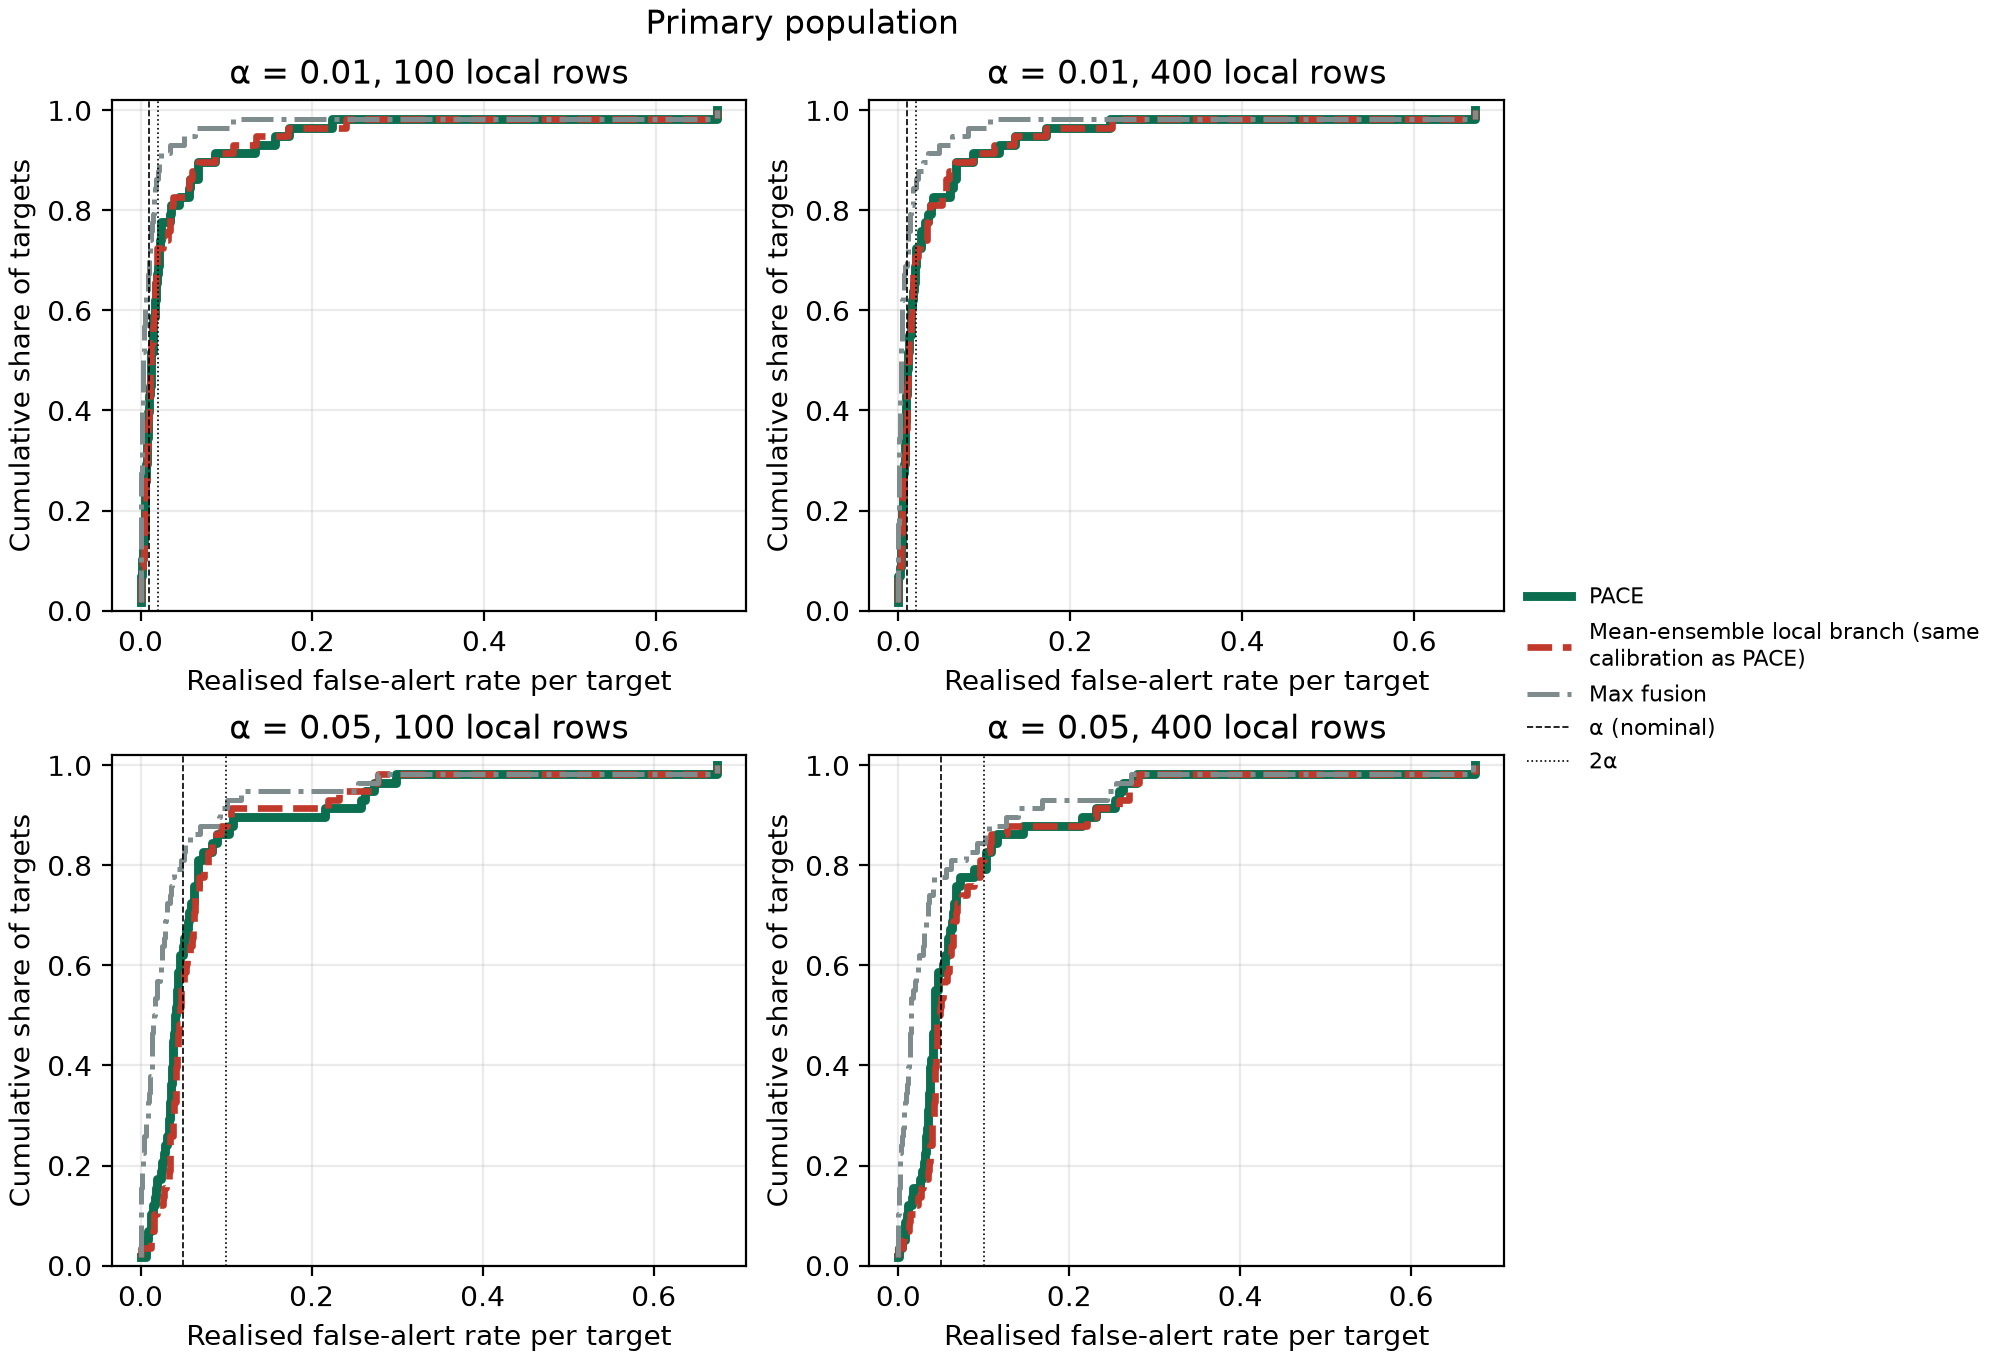 Primary population
α = 0.01, 100 local rows
1.0
0.8
0.6
0.4
0.2
0.0
Cumulative share of targets
0.0 0.2 0.4 0.6
Realised false-alert rate per target
α = 0.01, 400 local rows
1.0
0.8
0.6
0.4
0.2
0.0
Cumulative share of targets
0.0 0.2 0.4 0.6
Realised false-alert rate per target
α = 0.05, 100 local rows
1.0
0.8
0.6
0.4
0.2
0.0
Cumulative share of targets
0.0 0.2 0.4 0.6
Realised false-alert rate per target
α = 0.05, 400 local rows
1.0
0.8
0.6
0.4
0.2
0.0
Cumulative share of targets
0.0 0.2 0.4 0.6
Realised false-alert rate per target
PACE
Mean-ensemble local branch (same
calibration as PACE)
Max fusion
α (nominal)
2α